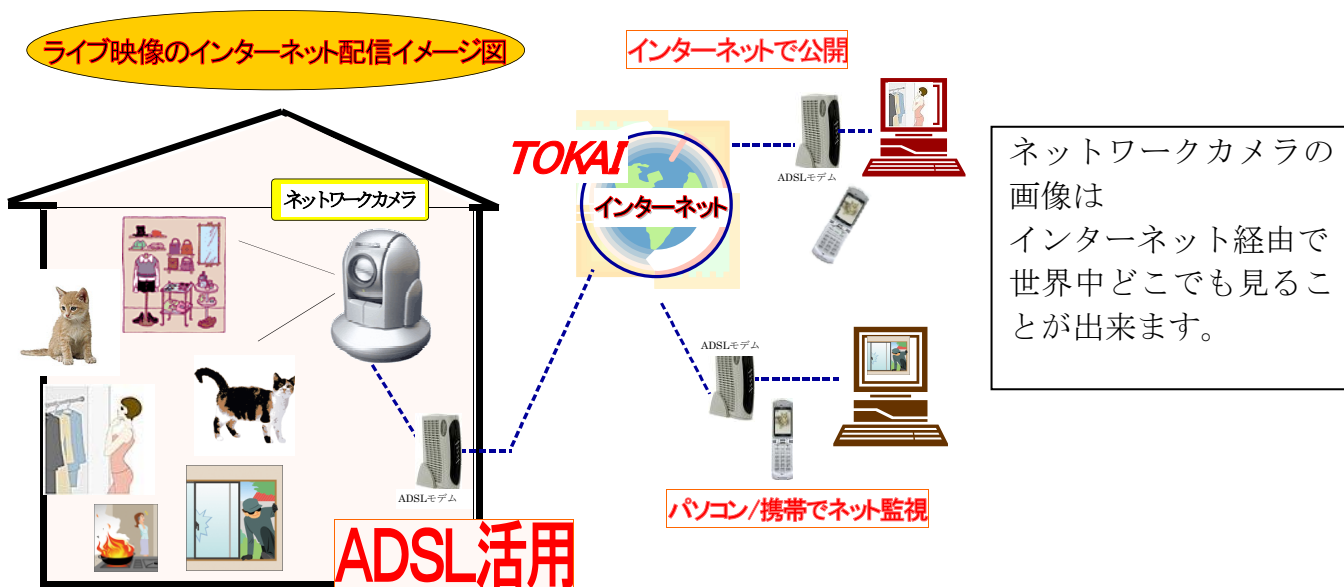 ライブ映像のインターネット配信イメージ図
インターネットで公開
TOKAI
インターネット
ADSLモデム
ネットワークカメラ
ネットワークカメラの
画像は
インターネット経由で
世界中どこでも見るこ
とが出来ます。
ADSLモデム
ADSLモデム
パソコン/携帯でネット監視
ADSL活用